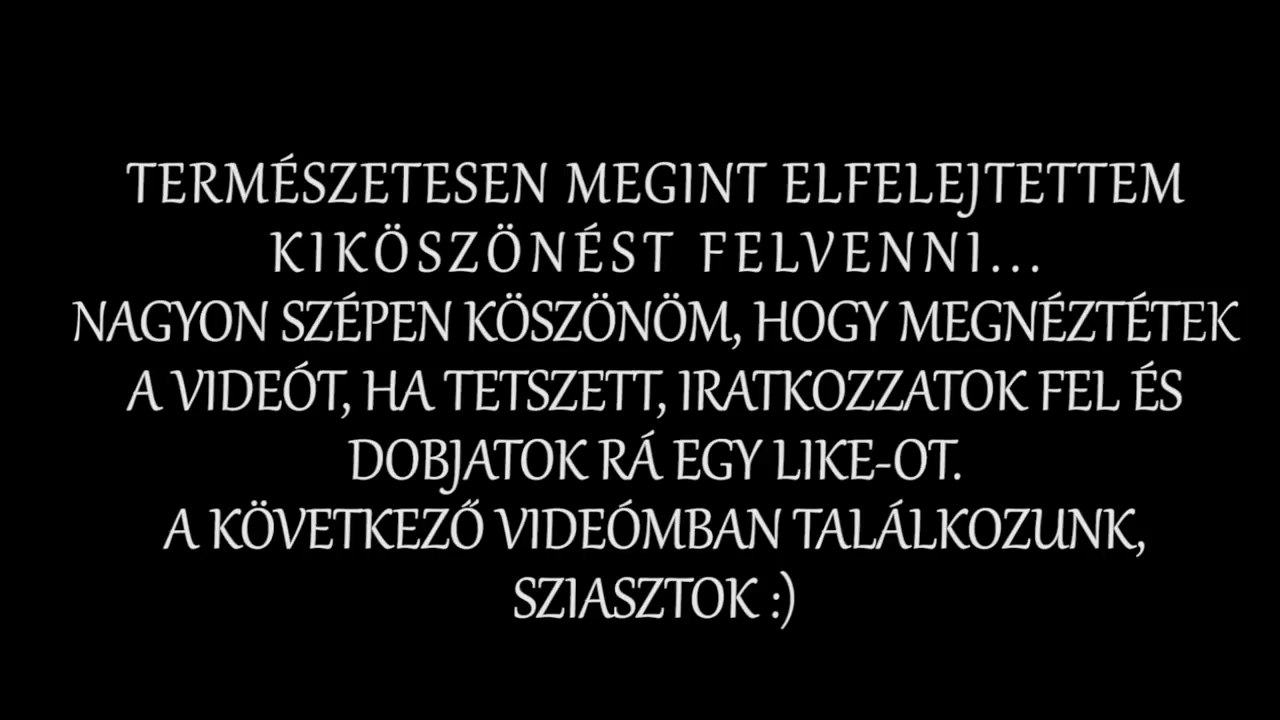 TERMÉSZETESEN MEGINT ELFELEJTETTEM
KIKÖSZÖNÉST FELVENNI...
NAGYON SZÉPEN KÖSZÖNÖM, HOGY MEGNÉZTÉTEK
A VIDEÓT, HA TETSZETT, IRATKOZZATOK FEL ÉS
DOBJATOK RÁ EGY LIKE-OT.
A KÖVETKEZŐ VIDEÓMBAN TALÁLKOZUNK,
SZIASZTOK :)